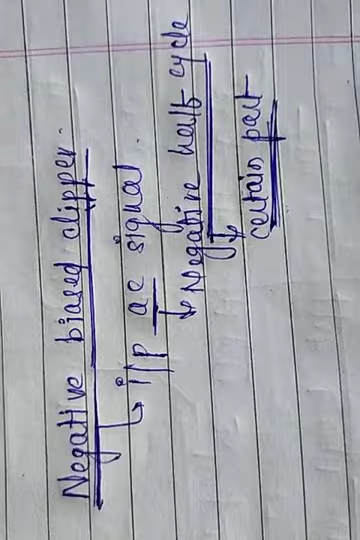 Negative biased clipper.
↳ i/p ac signal
↳ Negative half cycle
↓
certain part